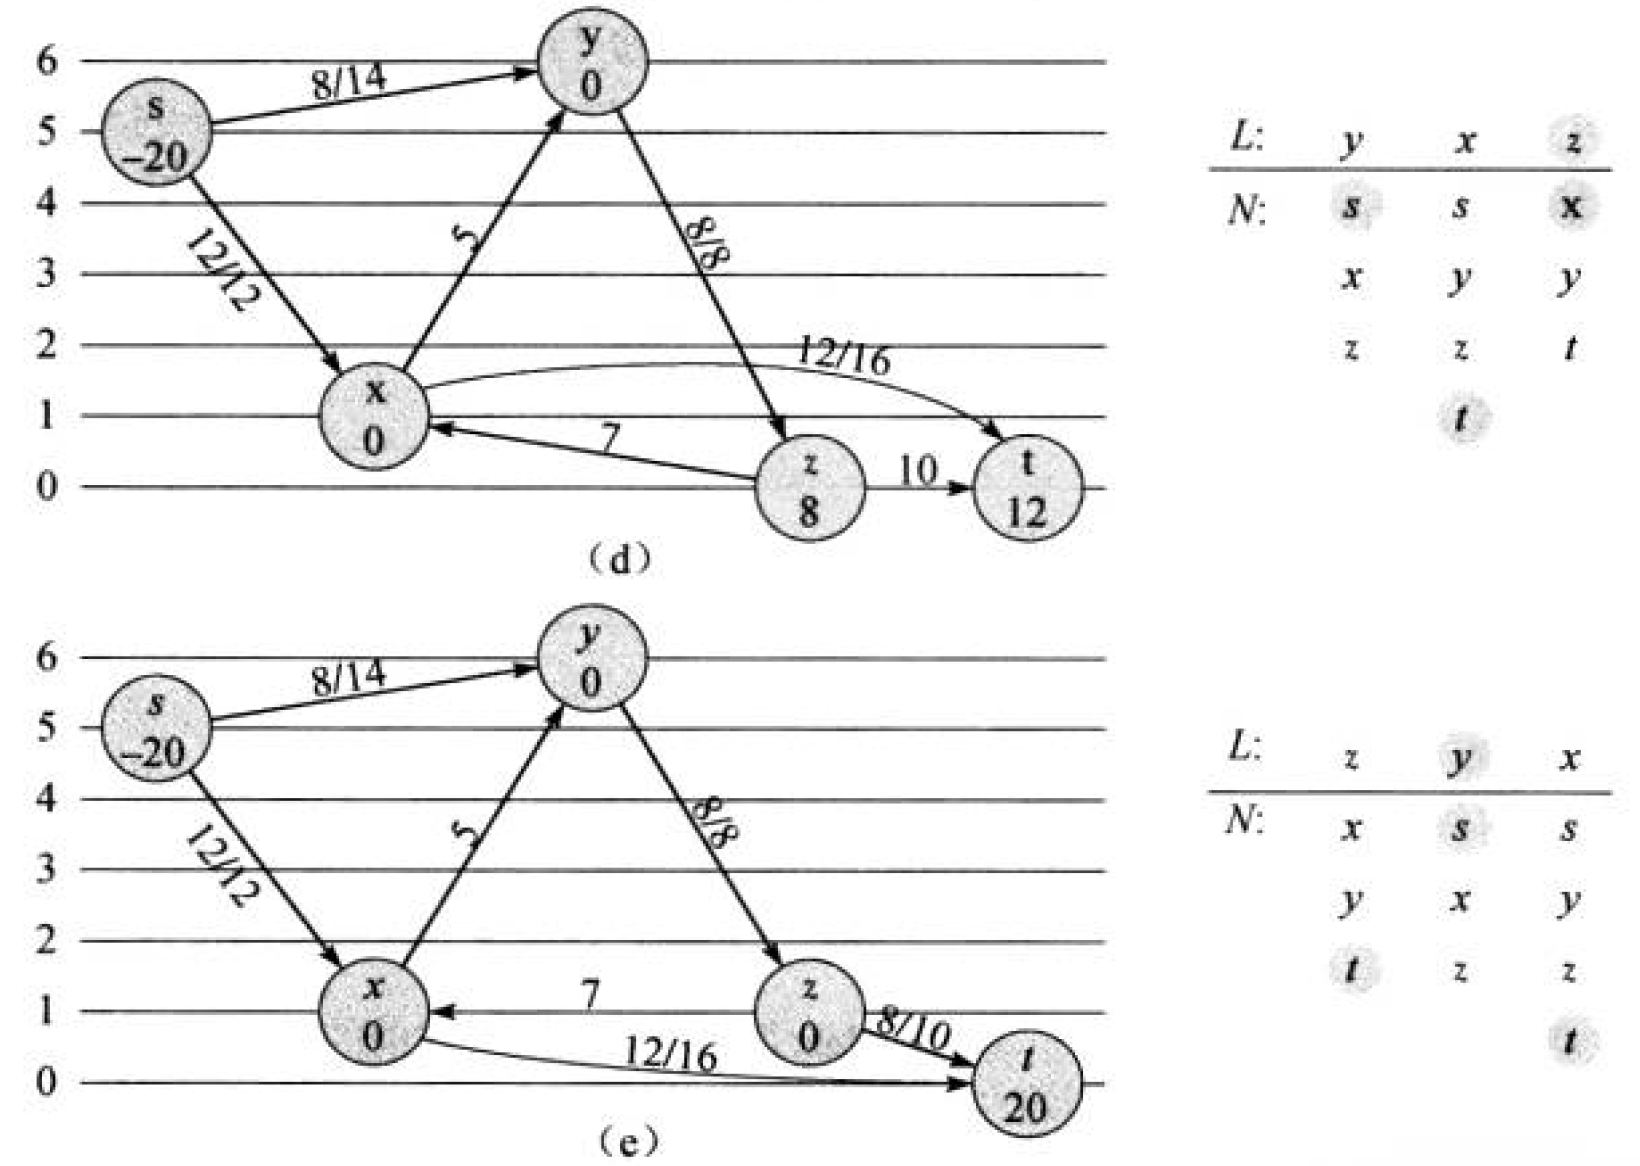 6 y 0
8/14
s -20
5
4
12/12 5 8/8
3
2
12/16
x 0
1
7
z 8
10
t 12
0
(d)
L: y x z
N: s s x
x y y
z z t
t
6 y 0
8/14
s -20
5
4
12/12 5 8/8
3
2
x 0
1
7
z 0
8/10
12/16
t 20
0
(e)
L: z y x
N: x s s
y x y
t z z
t